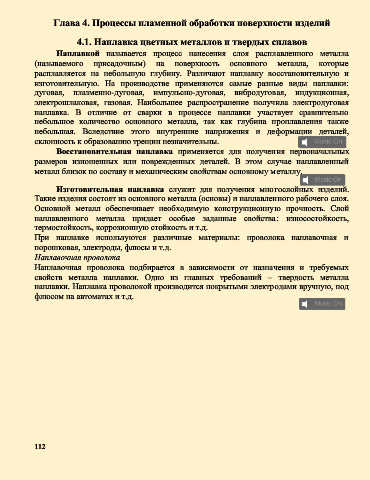 Глава 4. Процессы пламенной обработки поверхности изделий
4.1. Наплавка цветных металлов и твердых сплавов
Наплавкой называется процесс нанесения слоя расплавленного металла
(называемого присадочным) на поверхность основного металла, которые
расплавляется на небольшую глубину. Различают наплавку восстановительную и
изготовительную. На производстве применяются самые разные виды наплавки:
дуговая, плазменно-дуговая, импульсно-дуговая, вибродуговая, индукционная,
электрошлаковая, газовая. Наибольшее распространение получила электродуговая
наплавка. В отличие от сварки в процессе наплавки участвует сравнительно
небольшое количество основного металла, так как глубина проплавления также
небольшая. Вследствие этого внутренние напряжения и деформации деталей,
склонность к образованию трещин незначительны.
Восстановительная наплавка применяется для получения первоначальных
размеров изношенных или поврежденных деталей. В этом случае наплавленный
металл близок по составу и механическим свойствам основному металлу.
Изготовительная наплавка служит для получения многослойных изделий.
Такие изделия состоят из основного металла (основы) и наплавленного рабочего слоя.
Основной металл обеспечивает необходимую конструкционную прочность. Слой
наплавленного металла придает особые заданные свойства: износостойкость,
термостойкость, коррозионную стойкость и т.д.
При наплавке используются различные материалы: проволока наплавочная и
порошковая, электроды, флюсы и т.д.
Наплавочная проволока
Наплавочная проволока подбирается в зависимости от назначения и требуемых
свойств металла наплавки. Одно из главных требований – твердость металла
наплавки. Наплавка проволокой производится покрытыми электродами вручную, под
флюсом на автоматах и т.д.
112